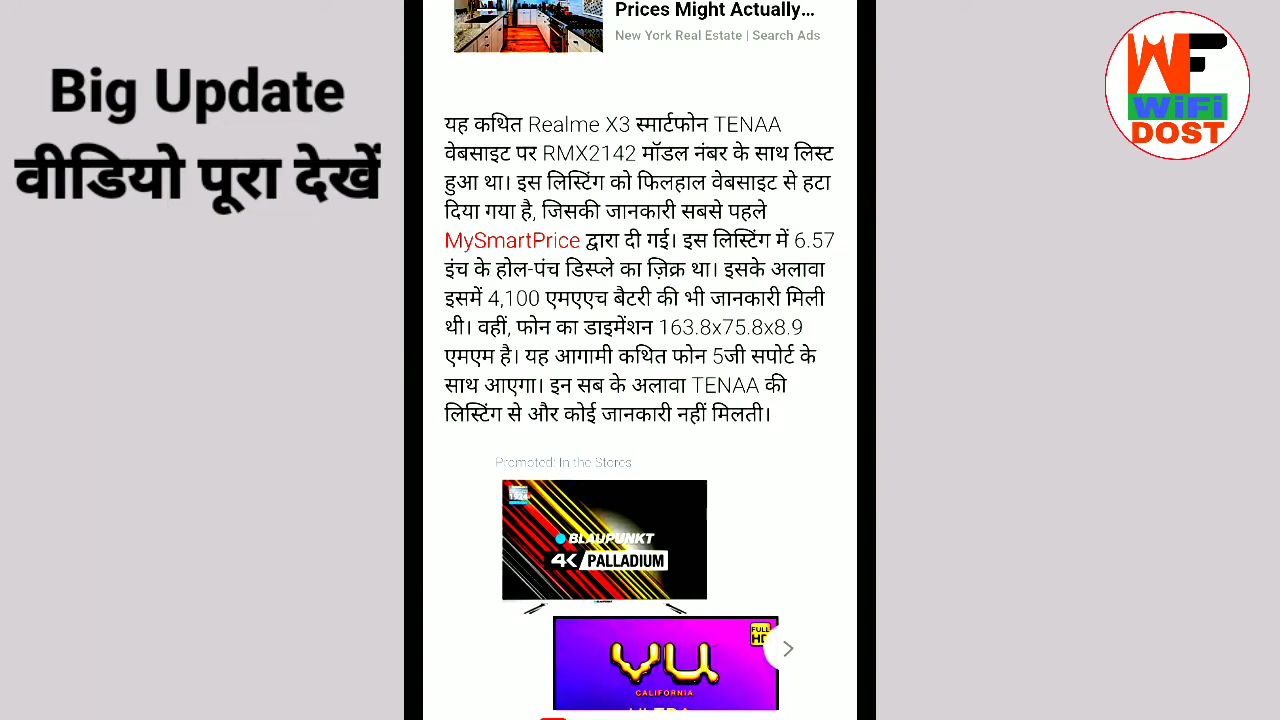 Big Update
वीडियो पूरा देखें
WF
WiFi
DOST
Prices Might Actually...
New York Real Estate | Search Ads
यह कथित Realme X3 स्मार्टफोन TENAA
वेबसाइट पर RMX2142 मॉडल नंबर के साथ लिस्ट
हुआ था। इस लिस्टिंग को फिलहाल वेबसाइट से हटा
दिया गया है, जिसकी जानकारी सबसे पहले
MySmartPrice द्वारा दी गई। इस लिस्टिंग में 6.57
इंच के होल-पंच डिस्प्ले का ज़िक्र था। इसके अलावा
इसमें 4,100 एमएएच बैटरी की भी जानकारी मिली
थी। वहीं, फोन का डाइमेंशन 163.8x75.8x8.9
एमएम है। यह आगामी कथित फोन 5जी सपोर्ट के
साथ आएगा। इन सब के अलावा TENAA की
लिस्टिंग से और कोई जानकारी नहीं मिलती।
Promoted: In the Stores
1924
BLAUPUNKT
4K PALLADIUM
FULL
HD
vu
CALIFORNIA
ULTRA